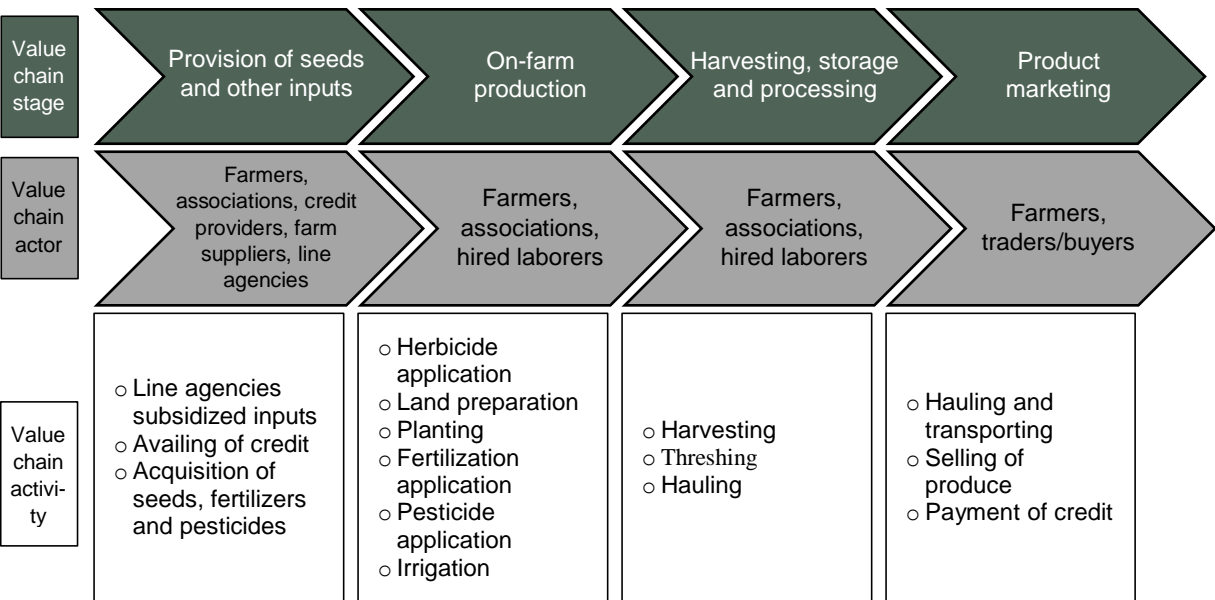 Value
chain
stage
Provision of seeds
and other inputs
On-farm
production
Harvesting, storage
and processing
Product
marketing
Value
chain
actor
Farmers,
associations, credit
providers, farm
suppliers, line
agencies
Farmers,
associations,
hired laborers
Farmers,
associations,
hired laborers
Farmers,
traders/buyers
Value
chain
activi-
ty
○ Line agencies
subsidized inputs
○ Availing of credit
○ Acquisition of
seeds, fertilizers
and pesticides
○ Herbicide
application
○ Land preparation
○ Planting
○ Fertilization
application
○ Pesticide
application
○ Irrigation
○ Harvesting
○ Threshing
○ Hauling
○ Hauling and
transporting
○ Selling of
produce
○ Payment of credit